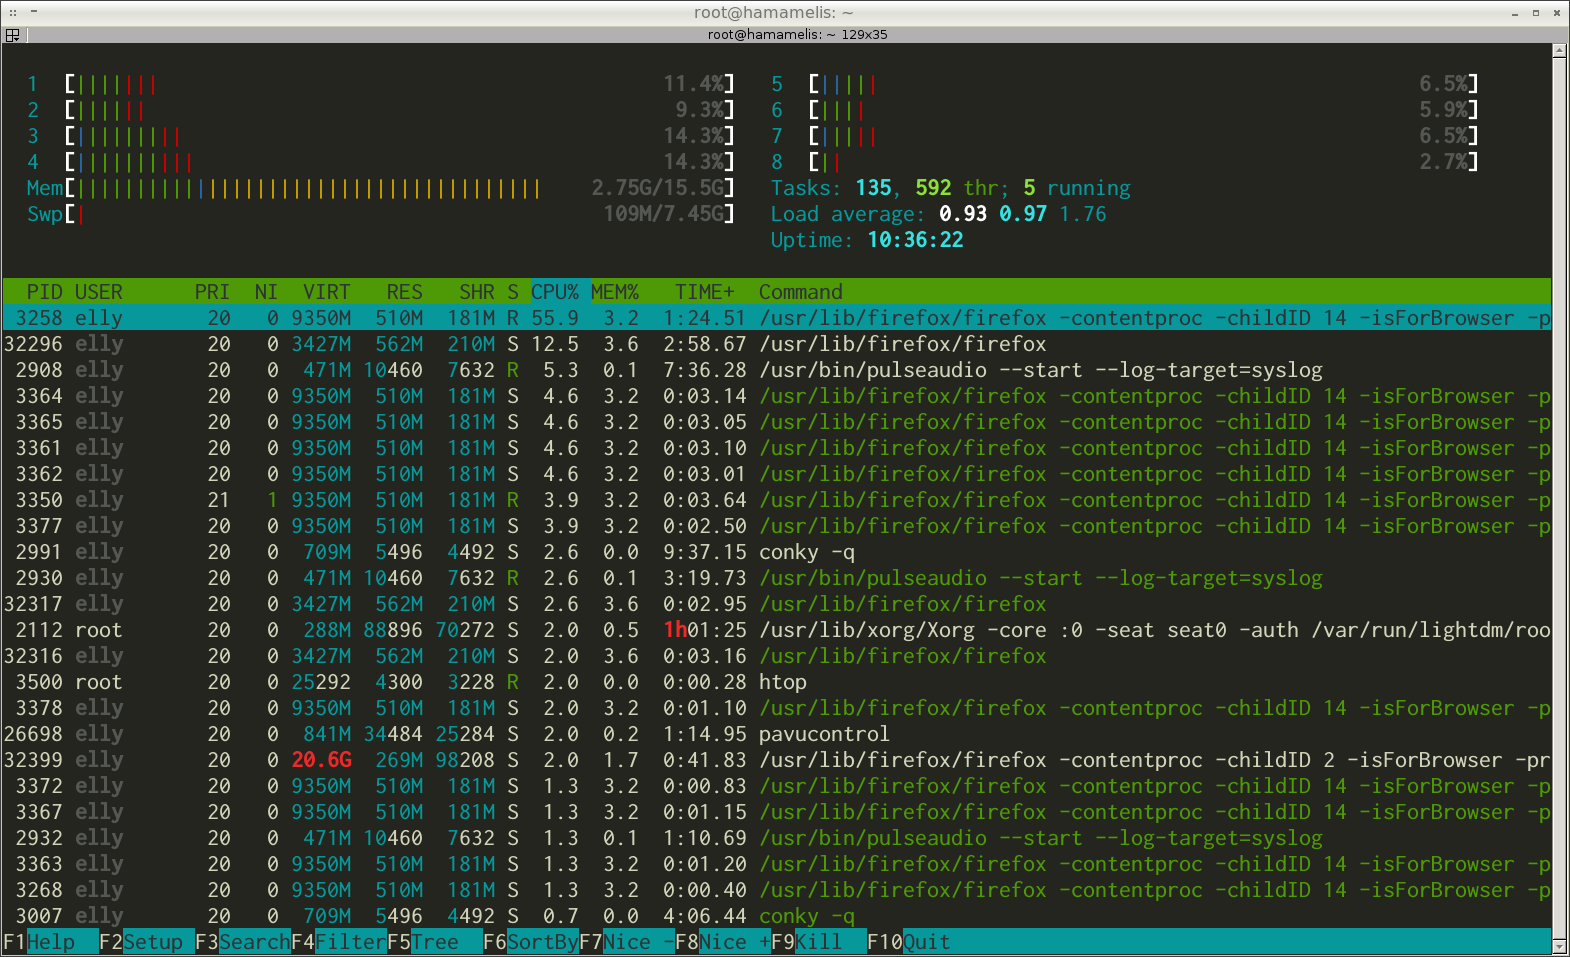 root@hamamelis: ~
root@hamamelis: ~ 129x35
1 [||||||| 11.4%] 5 [||||| 6.5%]
2 [|||||| 9.3%] 6 [|||| 5.9%]
3 [||||||||| 14.3%] 7 [||||| 6.5%]
4 [|||||||||| 14.3%] 8 [|| 2.7%]
Mem[||||||||||||||||||||||||||||||||||||||| 2.75G/15.5G] Tasks: 135, 592 thr; 5 running
Swp[| 109M/7.45G] Load average: 0.93 0.97 1.76
Uptime: 10:36:22
PID USER PRI NI VIRT RES SHR S CPU% MEM% TIME+ Command
3258 elly 20 0 9350M 510M 181M R 55.9 3.2 1:24.51 /usr/lib/firefox/firefox -contentproc -childID 14 -isForBrowser -p
32296 elly 20 0 3427M 562M 210M S 12.5 3.6 2:58.67 /usr/lib/firefox/firefox
2908 elly 20 0 471M 10460 7632 R 5.3 0.1 7:36.28 /usr/bin/pulseaudio --start --log-target=syslog
3364 elly 20 0 9350M 510M 181M S 4.6 3.2 0:03.14 /usr/lib/firefox/firefox -contentproc -childID 14 -isForBrowser -p
3365 elly 20 0 9350M 510M 181M S 4.6 3.2 0:03.05 /usr/lib/firefox/firefox -contentproc -childID 14 -isForBrowser -p
3361 elly 20 0 9350M 510M 181M S 4.6 3.2 0:03.10 /usr/lib/firefox/firefox -contentproc -childID 14 -isForBrowser -p
3362 elly 20 0 9350M 510M 181M S 4.6 3.2 0:03.01 /usr/lib/firefox/firefox -contentproc -childID 14 -isForBrowser -p
3350 elly 21 1 9350M 510M 181M R 3.9 3.2 0:03.64 /usr/lib/firefox/firefox -contentproc -childID 14 -isForBrowser -p
3377 elly 20 0 9350M 510M 181M S 3.9 3.2 0:02.50 /usr/lib/firefox/firefox -contentproc -childID 14 -isForBrowser -p
2991 elly 20 0 709M 5496 4492 S 2.6 0.0 9:37.15 conky -q
2930 elly 20 0 471M 10460 7632 R 2.6 0.1 3:19.73 /usr/bin/pulseaudio --start --log-target=syslog
32317 elly 20 0 3427M 562M 210M S 2.6 3.6 0:02.95 /usr/lib/firefox/firefox
2112 root 20 0 288M 88896 70272 S 2.0 0.5 1h01:25 /usr/lib/xorg/Xorg -core :0 -seat seat0 -auth /var/run/lightdm/roo
32316 elly 20 0 3427M 562M 210M S 2.0 3.6 0:03.16 /usr/lib/firefox/firefox
3500 root 20 0 25292 4300 3228 R 2.0 0.0 0:00.28 htop
3378 elly 20 0 9350M 510M 181M S 2.0 3.2 0:01.10 /usr/lib/firefox/firefox -contentproc -childID 14 -isForBrowser -p
26698 elly 20 0 841M 34484 25284 S 2.0 0.2 1:14.95 pavucontrol
32399 elly 20 0 20.6G 269M 98208 S 2.0 1.7 0:41.83 /usr/lib/firefox/firefox -contentproc -childID 2 -isForBrowser -pr
3372 elly 20 0 9350M 510M 181M S 1.3 3.2 0:00.83 /usr/lib/firefox/firefox -contentproc -childID 14 -isForBrowser -p
3367 elly 20 0 9350M 510M 181M S 1.3 3.2 0:01.15 /usr/lib/firefox/firefox -contentproc -childID 14 -isForBrowser -p
2932 elly 20 0 471M 10460 7632 S 1.3 0.1 1:10.69 /usr/bin/pulseaudio --start --log-target=syslog
3363 elly 20 0 9350M 510M 181M S 1.3 3.2 0:01.20 /usr/lib/firefox/firefox -contentproc -childID 14 -isForBrowser -p
3268 elly 20 0 9350M 510M 181M S 1.3 3.2 0:00.40 /usr/lib/firefox/firefox -contentproc -childID 14 -isForBrowser -p
3007 elly 20 0 709M 5496 4492 S 0.7 0.0 4:06.44 conky -q
F1Help F2Setup F3SearchF4FilterF5Tree F6SortByF7Nice -F8Nice +F9Kill F10Quit